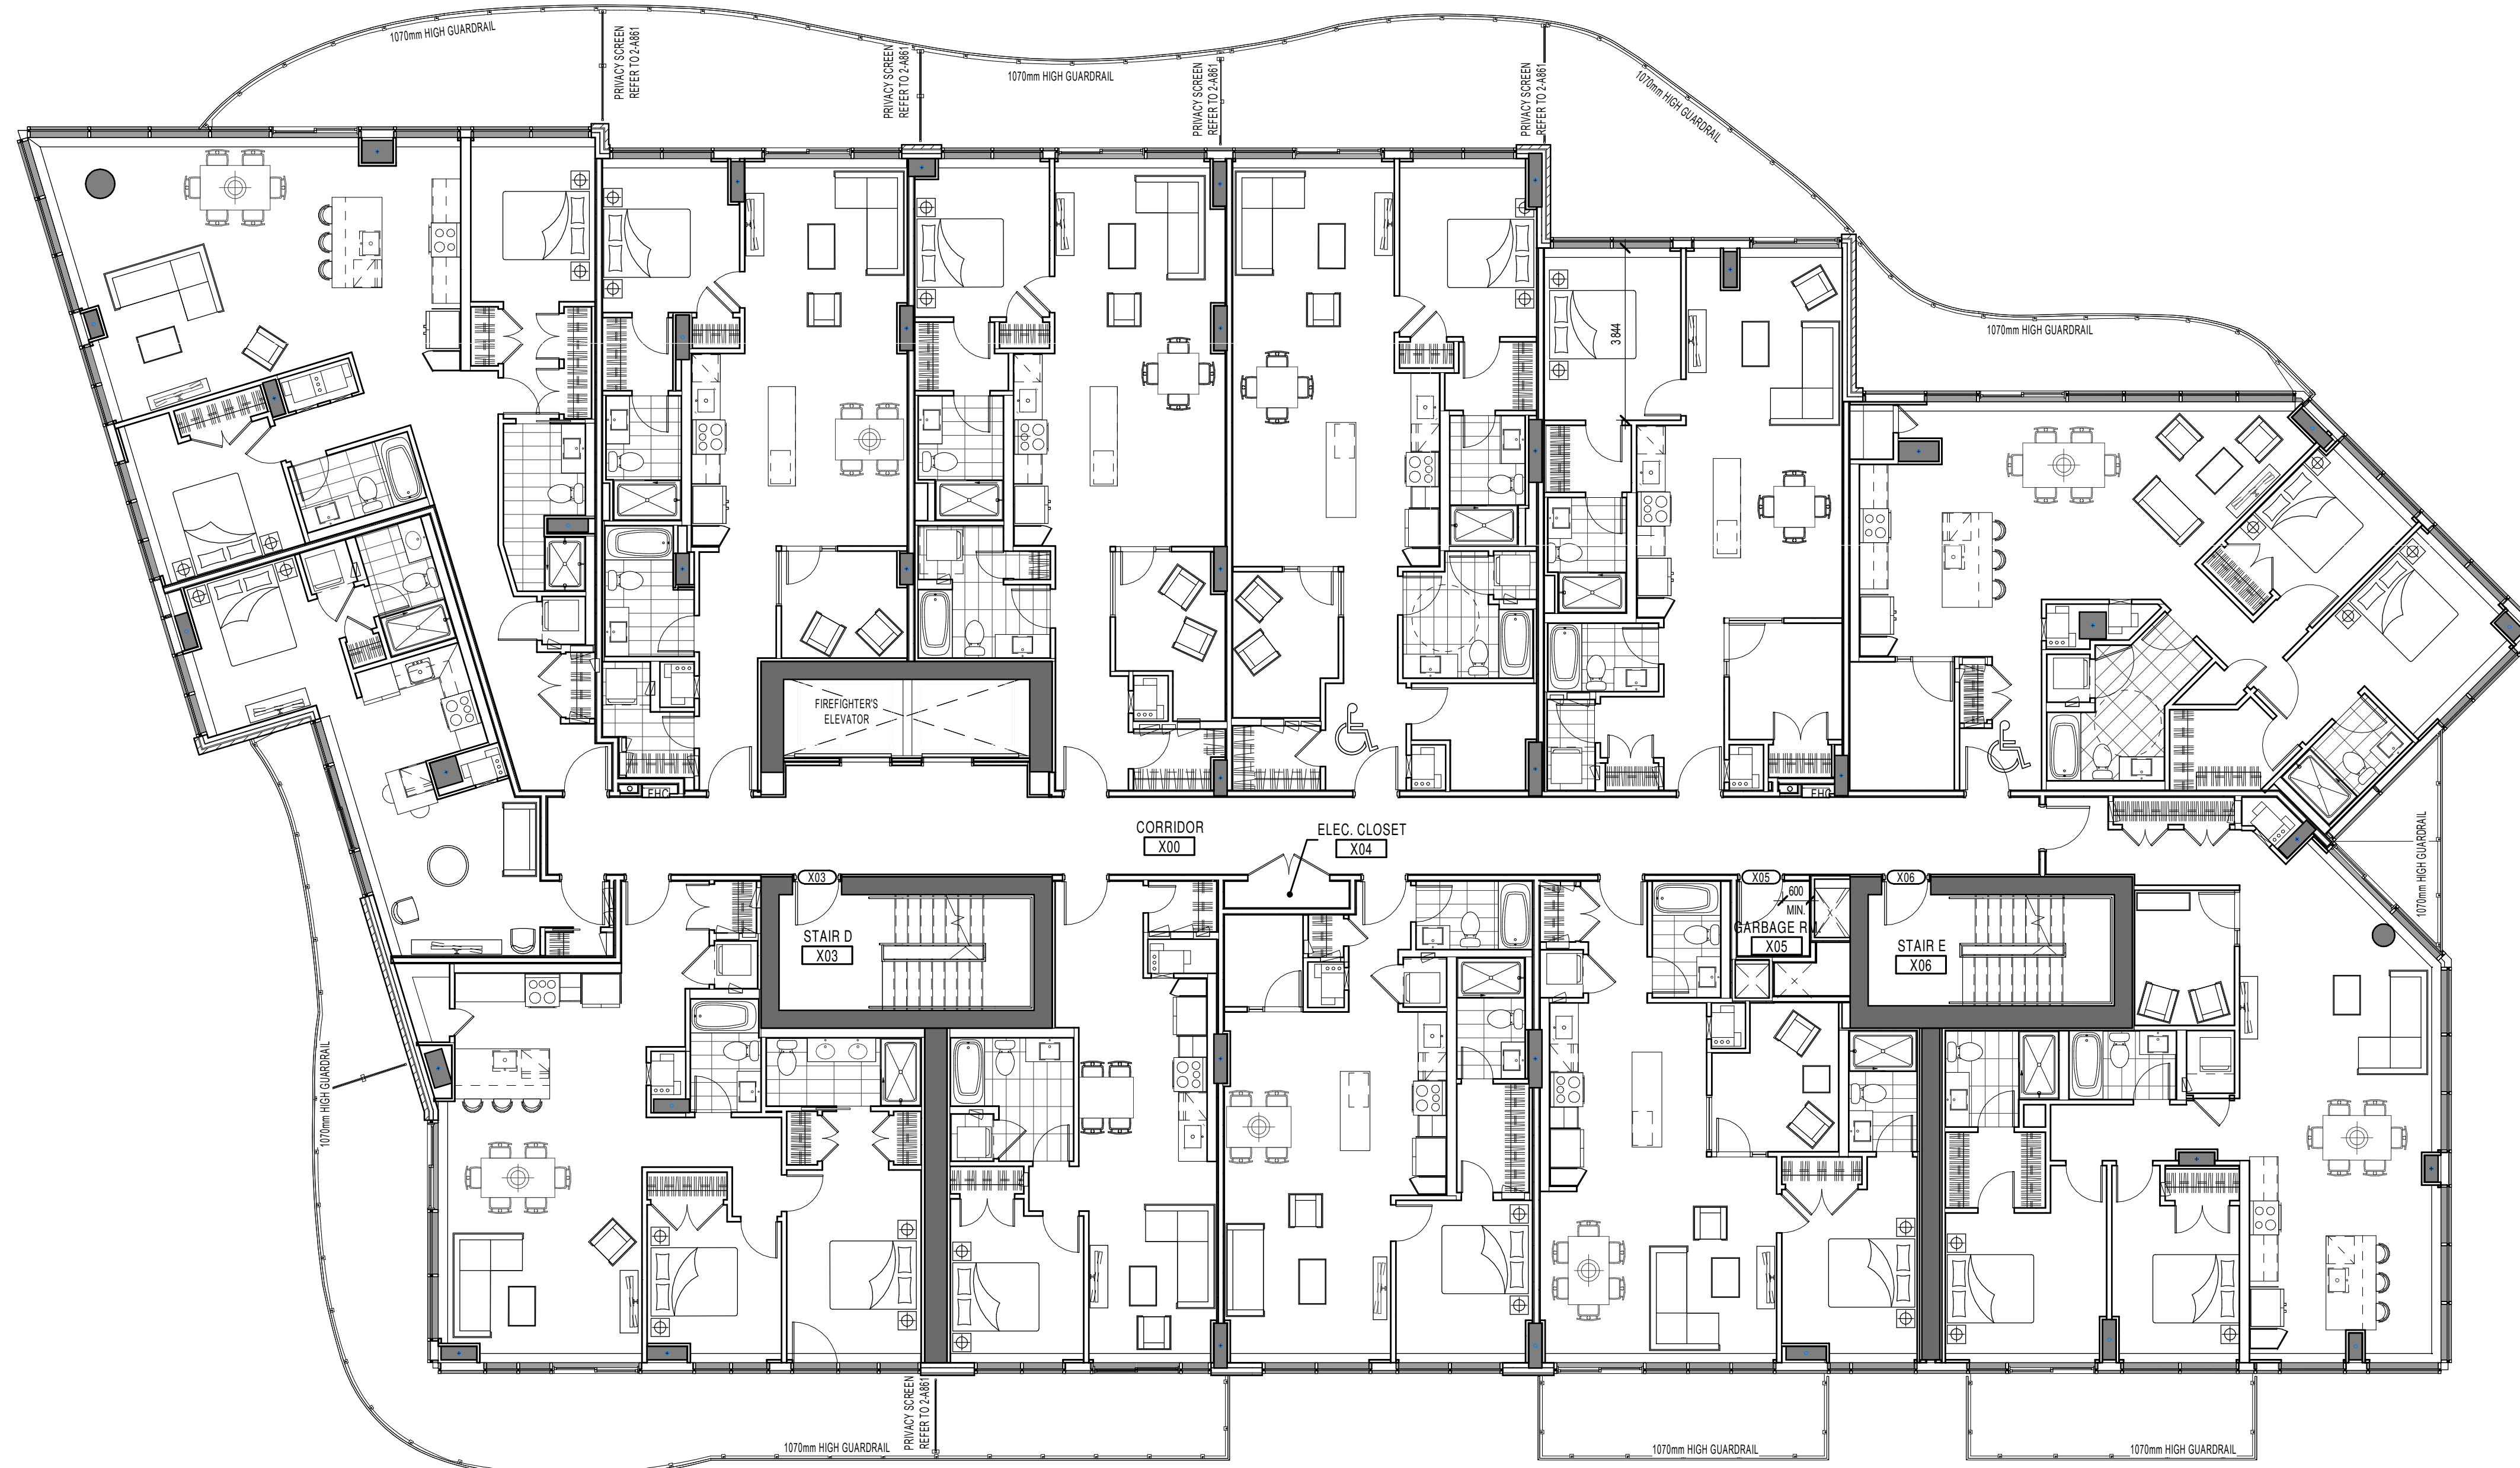 1070mm HIGH GUARDRAIL
PRIVACY SCREEN
REFER TO 2-A861
PRIVACY SCREEN
REFER TO 2-A861
1070mm HIGH GUARDRAIL
PRIVACY SCREEN
REFER TO 2-A861
PRIVACY SCREEN
REFER TO 2-A861
1070mm HIGH GUARDRAIL
1070mm HIGH GUARDRAIL
3844
FIREFIGHTER'S
ELEVATOR
FHC
FHC
CORRIDOR
X00
ELEC. CLOSET
X04
X03
STAIR D
X03
X05
600
MIN.
GARBAGE RM.
X05
X06
STAIR E
X06
1070mm HIGH GUARDRAIL
1070mm HIGH GUARDRAIL
PRIVACY SCREEN
REFER TO 2-A861
1070mm HIGH GUARDRAIL
1070mm HIGH GUARDRAIL
1070mm HIGH GUARDRAIL